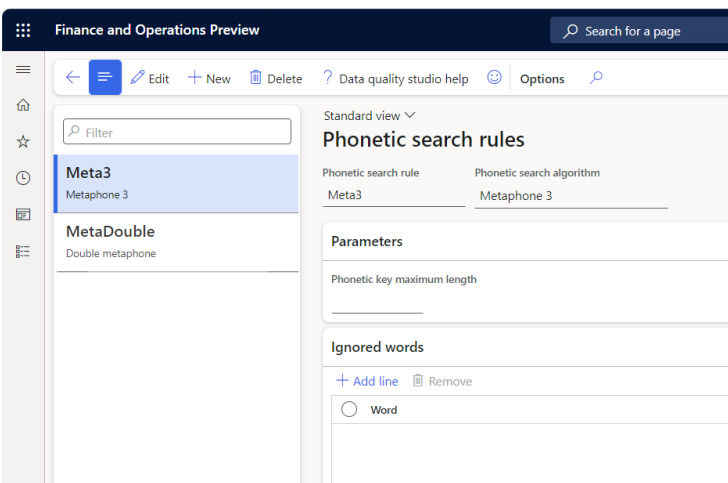 Finance and Operations Preview
Search for a page
Edit New Delete ? Data quality studio help Options
Filter
Meta3
Metaphone 3
MetaDouble
Double metaphone
Standard view
Phonetic search rules
Phonetic search rule Phonetic search algorithm
Meta3 Metaphone 3
Parameters
Phonetic key maximum length
Ignored words
+ Add line Remove
Word